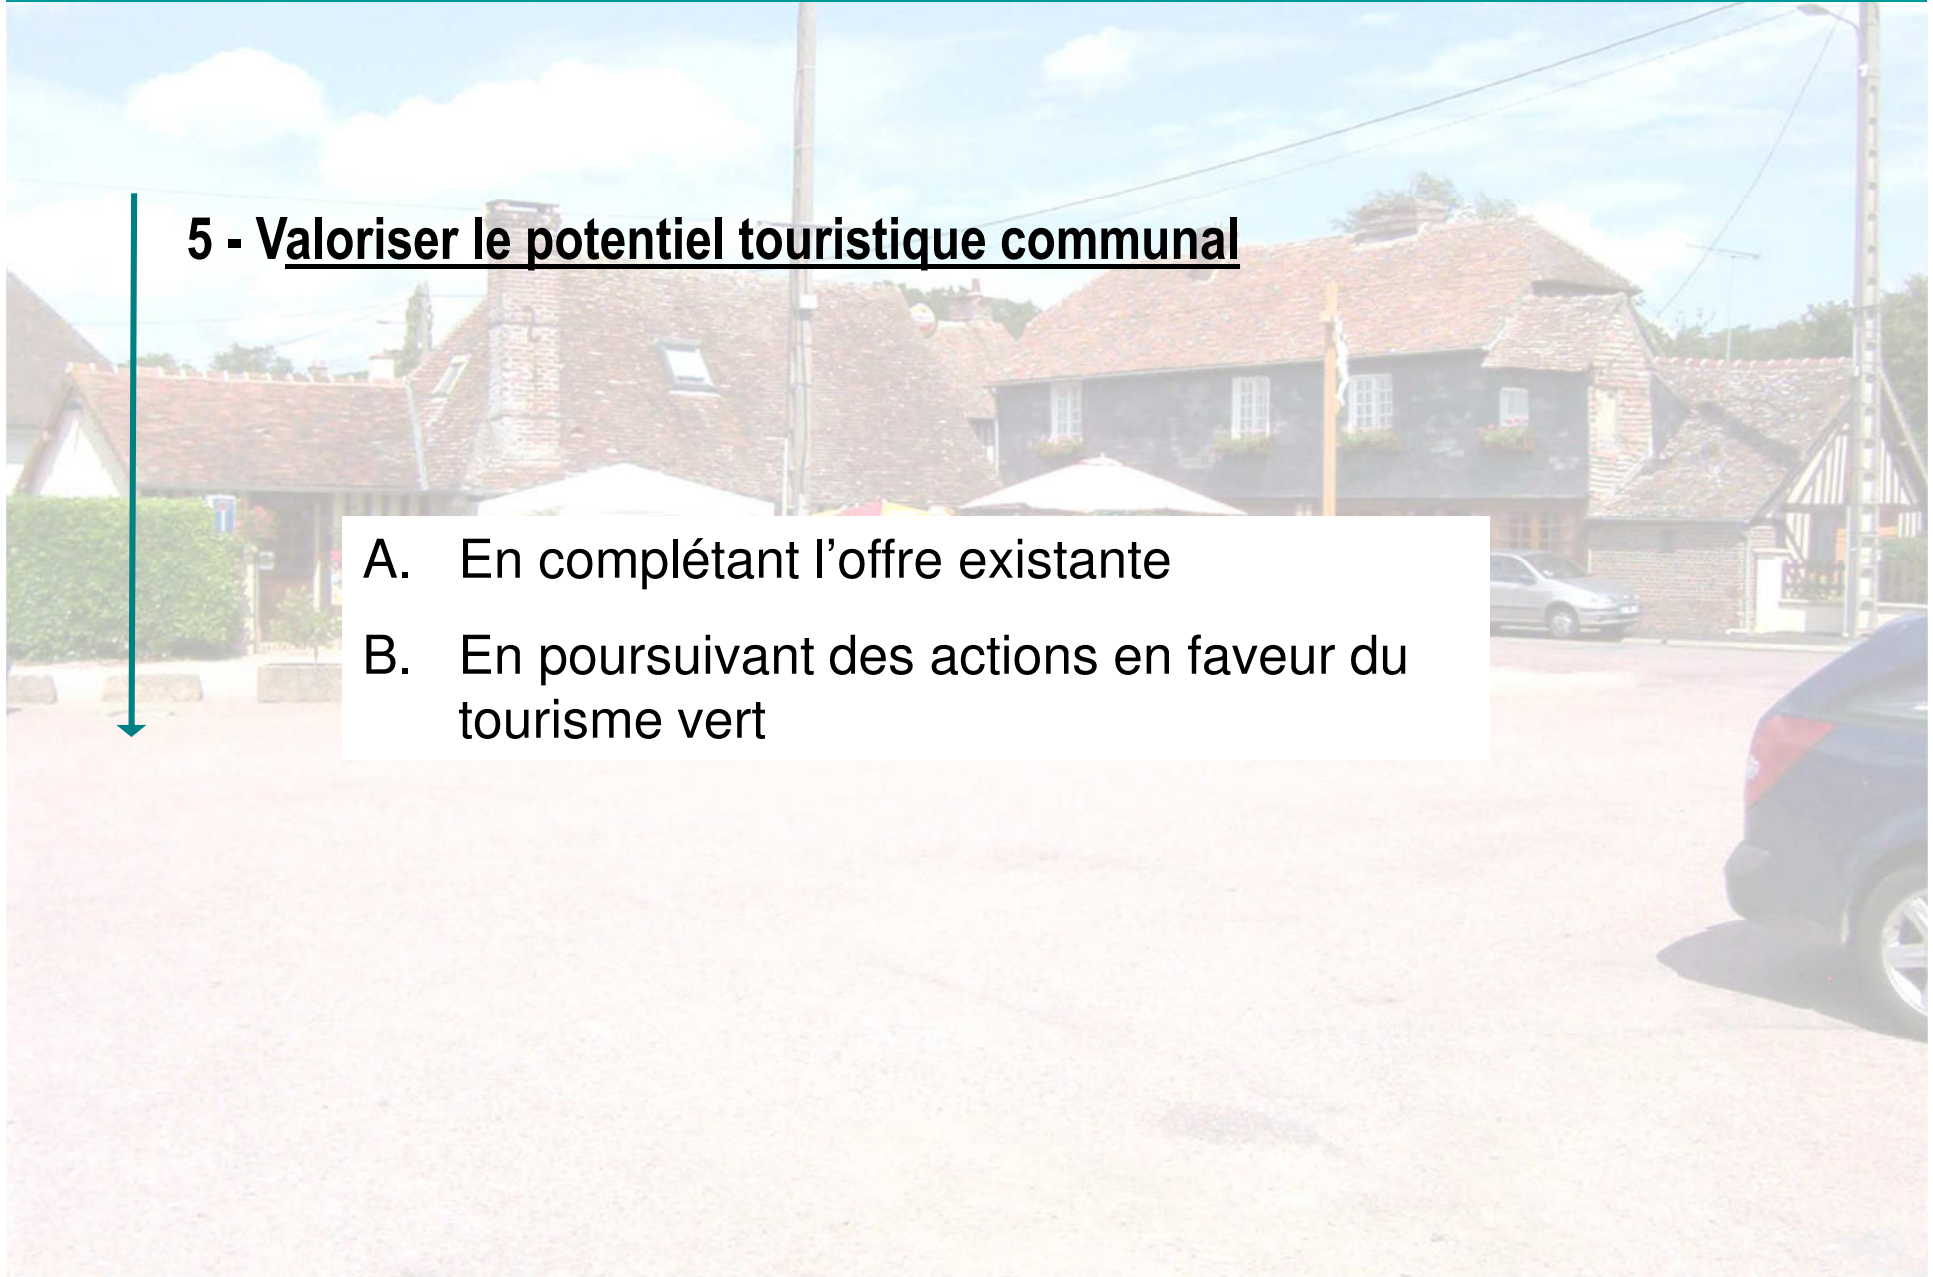 5 - Valoriser le potentiel touristique communal
A. En complétant l’offre existante
B. En poursuivant des actions en faveur du
tourisme vert